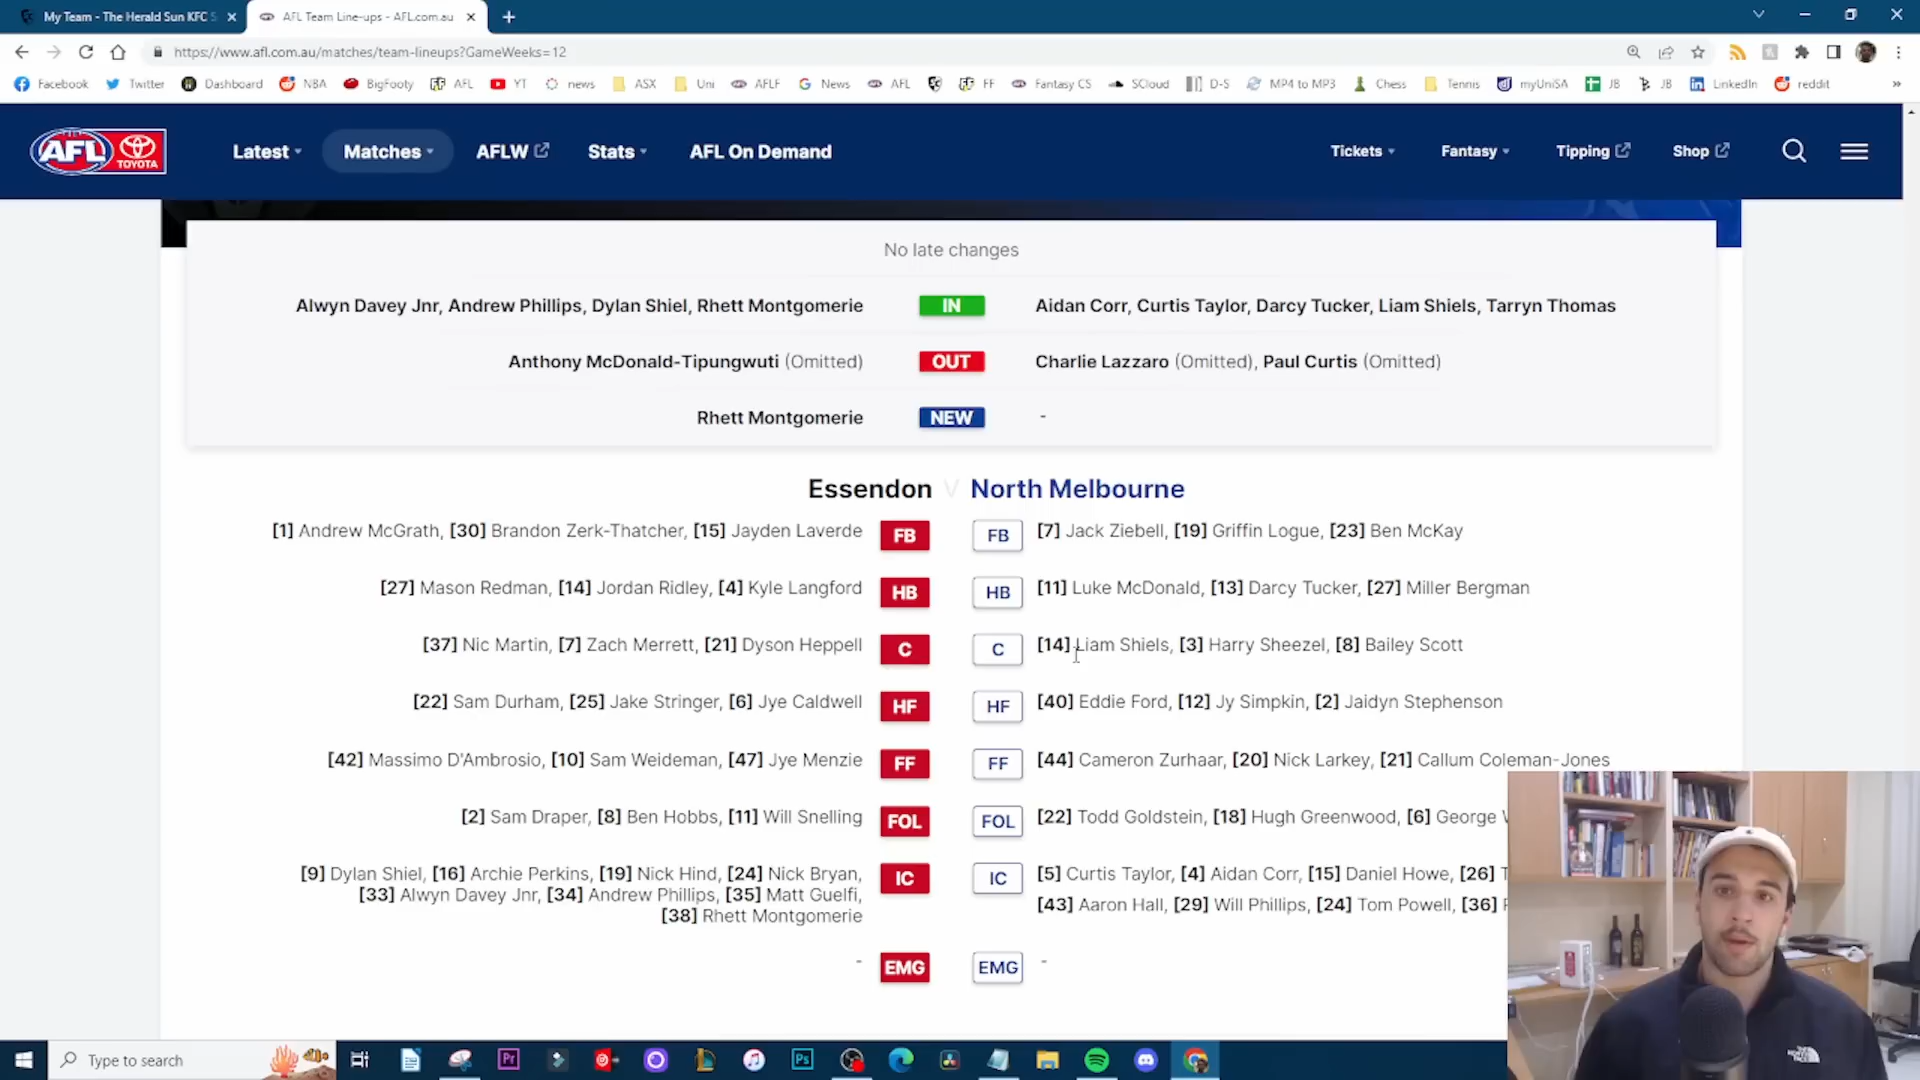 My Team - The Herald Sun KFC S
AFL Team Line-ups - AFL.com.au
https://www.afl.com.au/matches/team-lineups?GameWeeks=12
Facebook Twitter Dashboard NBA BigFooty AFL YT news ASX Uni AFLF News AFL FF Fantasy CS SCloud D-S MP4 to MP3 Chess Tennis myUniSA JB JB LinkedIn reddit
AFL TOYOTA Latest Matches AFLW Stats AFL On Demand Tickets Fantasy Tipping Shop
No late changes
Alwyn Davey Jnr, Andrew Phillips, Dylan Shiel, Rhett Montgomerie IN Aidan Corr, Curtis Taylor, Darcy Tucker, Liam Shiels, Tarryn Thomas
Anthony McDonald-Tipungwuti (Omitted) OUT Charlie Lazzaro (Omitted), Paul Curtis (Omitted)
Rhett Montgomerie NEW -
Essendon V North Melbourne
[1] Andrew McGrath, [30] Brandon Zerk-Thatcher, [15] Jayden Laverde FB FB [7] Jack Ziebell, [19] Griffin Logue, [23] Ben McKay
[27] Mason Redman, [14] Jordan Ridley, [4] Kyle Langford HB HB [11] Luke McDonald, [13] Darcy Tucker, [27] Miller Bergman
[37] Nic Martin, [7] Zach Merrett, [21] Dyson Heppell C C [14] Liam Shiels, [3] Harry Sheezel, [8] Bailey Scott
[22] Sam Durham, [25] Jake Stringer, [6] Jye Caldwell HF HF [40] Eddie Ford, [12] Jy Simpkin, [2] Jaidyn Stephenson
[42] Massimo D'Ambrosio, [10] Sam Weideman, [47] Jye Menzie FF FF [44] Cameron Zurhaar, [20] Nick Larkey, [21] Callum Coleman-Jones
[2] Sam Draper, [8] Ben Hobbs, [11] Will Snelling FOL FOL [22] Todd Goldstein, [18] Hugh Greenwood, [6] George
[9] Dylan Shiel, [16] Archie Perkins, [19] Nick Hind, [24] Nick Bryan, IC IC [5] Curtis Taylor, [4] Aidan Corr, [15] Daniel Howe, [26] T
[33] Alwyn Davey Jnr, [34] Andrew Phillips, [35] Matt Guelfi, [43] Aaron Hall, [29] Will Phillips, [24] Tom Powell, [36]
[38] Rhett Montgomerie
- EMG EMG -
Type to search